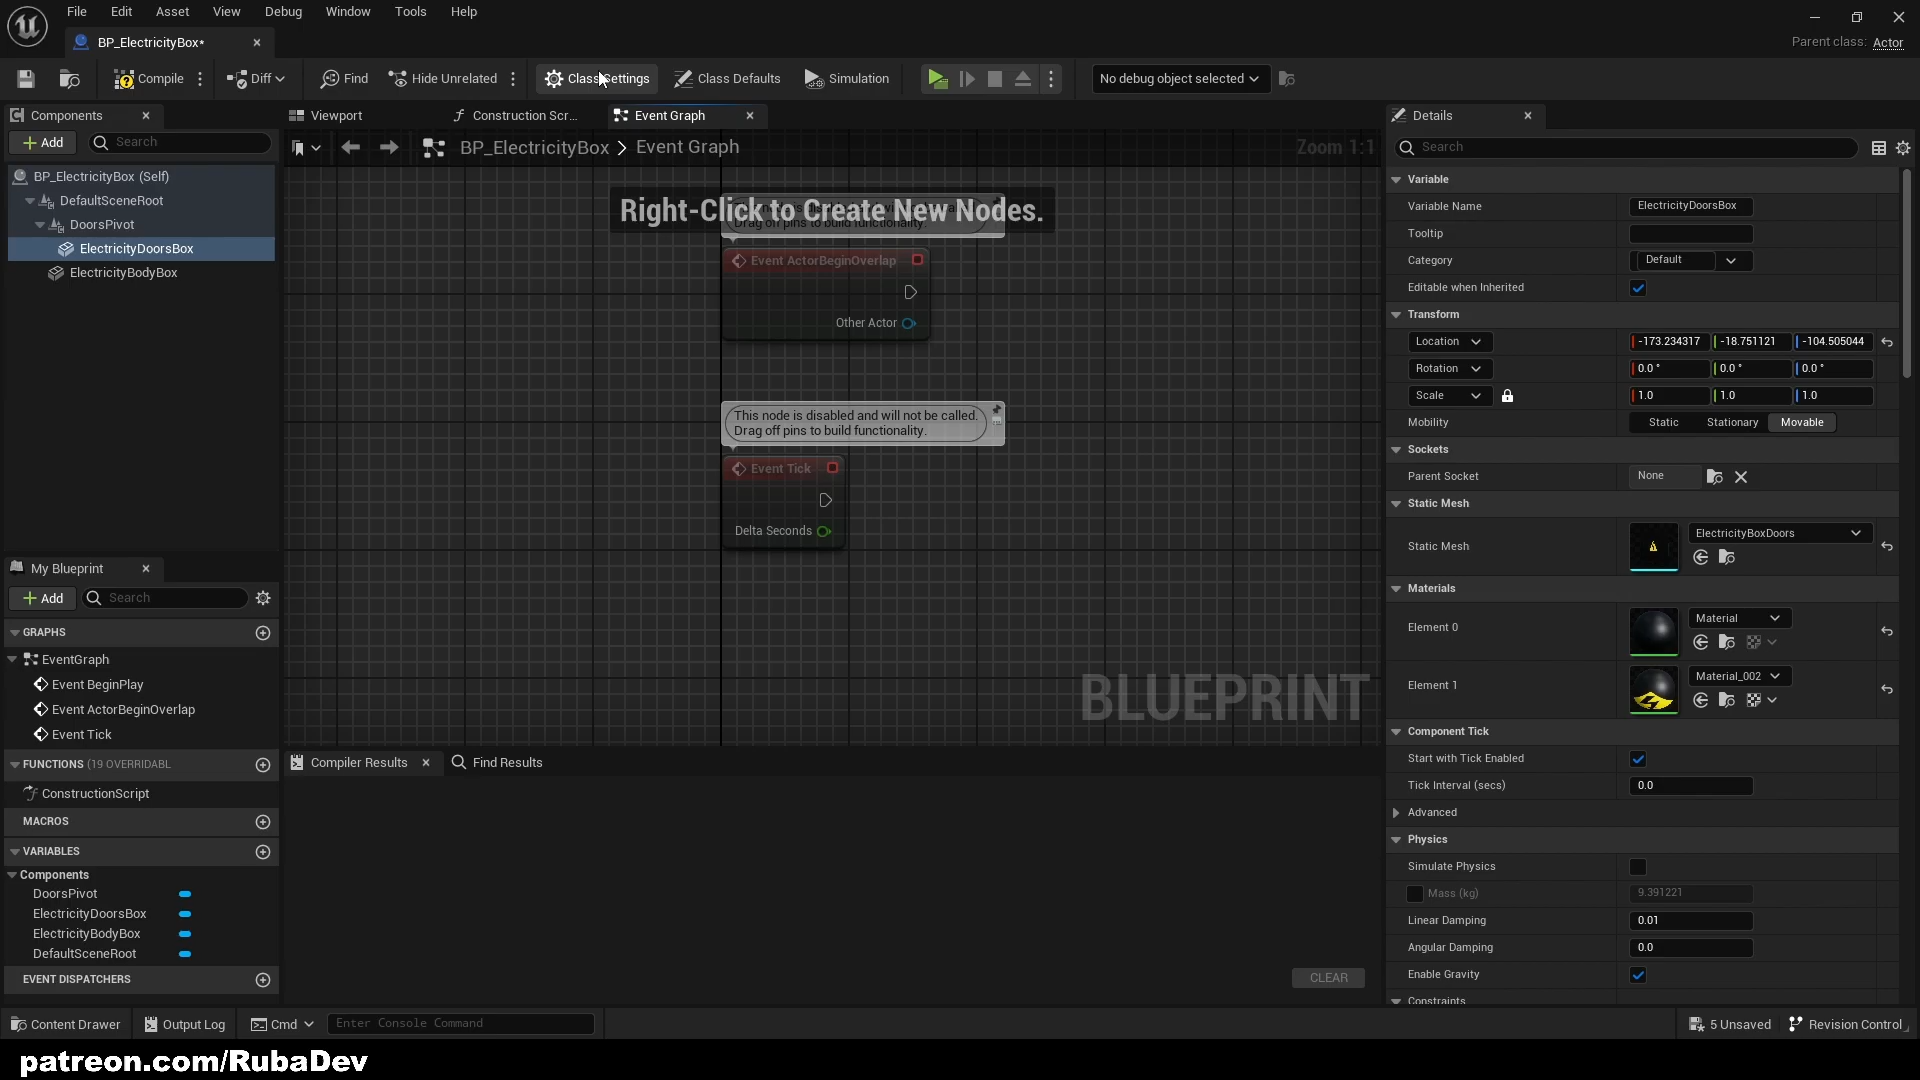 File Edit Asset View Debug Window Tools Help
BP_ElectricityBox*
Parent class: Actor
Compile Diff Find Hide Unrelated Class Settings Class Defaults Simulation No debug object selected
Components
Viewport Construction Scr... Event Graph
Details
Add Search
BP_ElectricityBox > Event Graph
Zoom 1:1
Search
BP_ElectricityBox (Self)
DefaultSceneRoot
DoorsPivot
ElectricityDoorsBox
ElectricityBodyBox
Right-Click to Create New Nodes.
Drag off pins to build functionality.
Event ActorBeginOverlap
Other Actor
This node is disabled and will not be called.
Drag off pins to build functionality.
Event Tick
Delta Seconds
BLUEPRINT
Variable
Variable Name ElectricityDoorsBox
Tooltip
Category Default
Editable when Inherited
Transform
Location -173.234317 -18.751121 -104.505044
Rotation 0.0 ° 0.0 ° 0.0 °
Scale 1.0 1.0 1.0
Mobility Static Stationary Movable
Sockets
Parent Socket None
Static Mesh
Static Mesh ElectricityBoxDoors
Materials
Element 0 Material
Element 1 Material_002
Component Tick
Start with Tick Enabled
Tick Interval (secs) 0.0
Advanced
Physics
Simulate Physics
Mass (kg) 9.391221
Linear Damping 0.01
Angular Damping 0.0
Enable Gravity
Constraints
My Blueprint
Add Search
GRAPHS
EventGraph
Event BeginPlay
Event ActorBeginOverlap
Event Tick
FUNCTIONS (19 OVERRIDABL
ConstructionScript
MACROS
VARIABLES
Components
DoorsPivot
ElectricityDoorsBox
ElectricityBodyBox
DefaultSceneRoot
EVENT DISPATCHERS
Compiler Results Find Results
CLEAR
Content Drawer Output Log Cmd Enter Console Command 5 Unsaved Revision Control
patreon.com/RubaDev